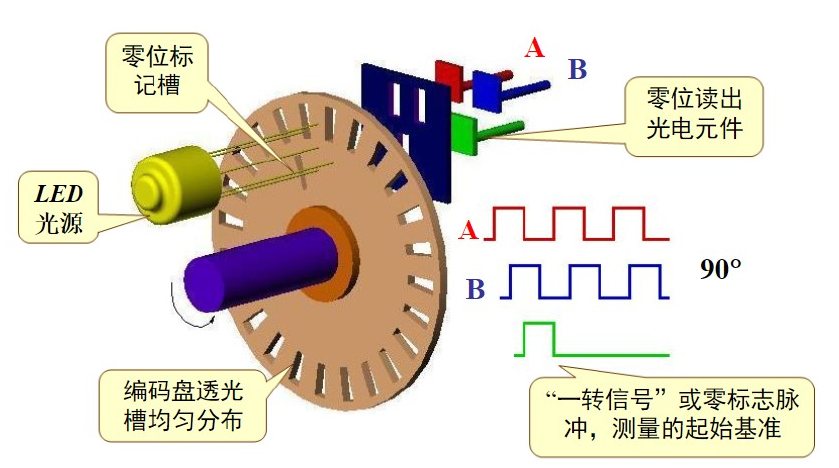 零位标
记槽
A
B
零位读出
光电元件
LED
光源
A
B
90°
编码盘透光
槽均匀分布
“一转信号”或零标志脉
冲，测量的起始基准